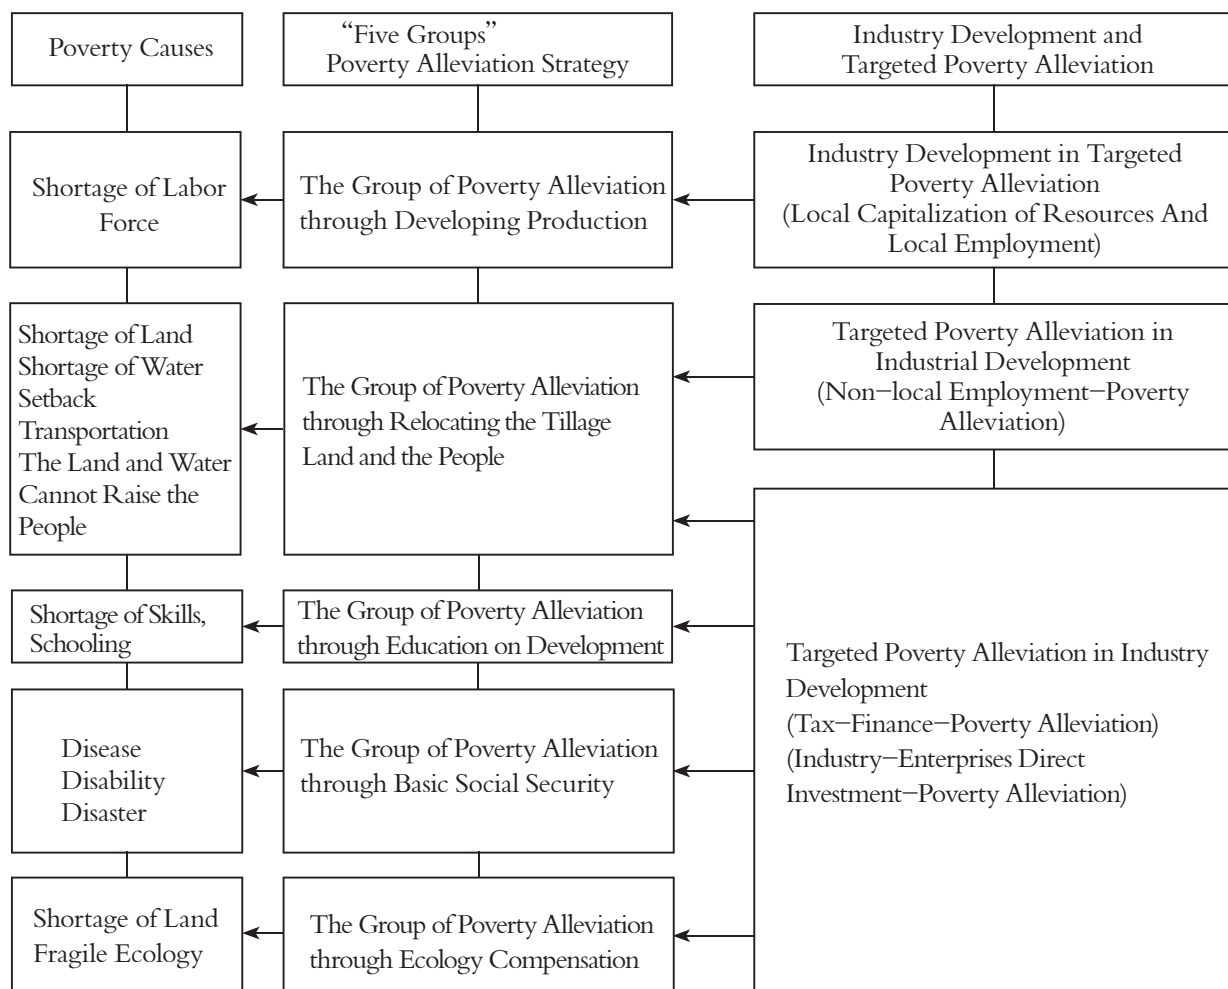 Poverty Causes
“Five Groups”
Poverty Alleviation Strategy
Industry Development and
Targeted Poverty Alleviation
Shortage of Labor
Force
The Group of Poverty Alleviation
through Developing Production
Industry Development in Targeted
Poverty Alleviation
(Local Capitalization of Resources And
Local Employment)
Shortage of Land
Shortage of Water
Setback
Transportation
The Land and Water
Cannot Raise the
People
The Group of Poverty Alleviation
through Relocating the Tillage
Land and the People
Targeted Poverty Alleviation in
Industrial Development
(Non–local Employment–Poverty
Alleviation)
Shortage of Skills,
Schooling
The Group of Poverty Alleviation
through Education on Development
Targeted Poverty Alleviation in Industry
Development
(Tax–Finance–Poverty Alleviation)
(Industry–Enterprises Direct
Investment–Poverty Alleviation)
Disease
Disability
Disaster
The Group of Poverty Alleviation
through Basic Social Security
Shortage of Land
Fragile Ecology
The Group of Poverty Alleviation
through Ecology Compensation